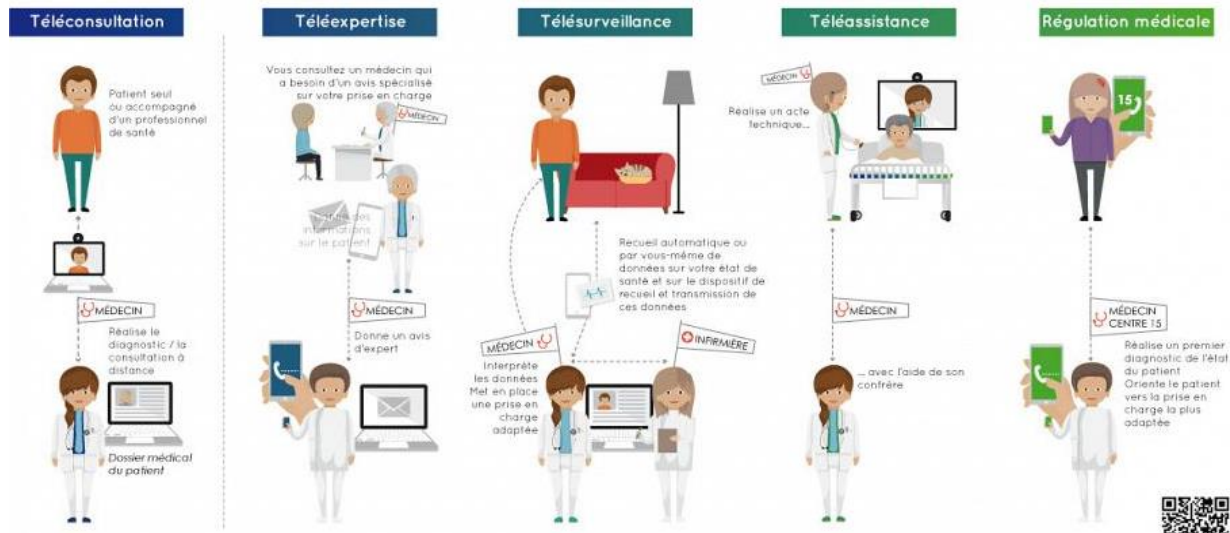 Téléconsultation
Patient seul
ou accompagné
d'un professionnel
de santé
MÉDECIN
Réalise le
diagnostic / la
consultation à
distance
Dossier médical
du patient
Téléexpertise
Vous consultez un médecin qui
a besoin d'un avis spécialisé
sur votre prise en charge
MÉDECIN
des
informations
sur le patient
MÉDECIN
Donne un avis
d'expert
Télésurveillance
Recueil automatique ou
par vous-même de
données sur votre état de
santé et sur le dispositif de
recueil et transmission de
ces données
MÉDECIN
INFIRMIÈRE
Interprète
les données
Met en place
une prise en
charge
adaptée
Téléassistance
MÉDECIN
Réalise un acte
technique...
MÉDECIN
... avec l'aide de son
confrère
Régulation médicale
15
MÉDECIN
CENTRE 15
Réalise un premier
diagnostic de l'état
du patient
Oriente le patient
vers la prise en
charge la plus
adaptée